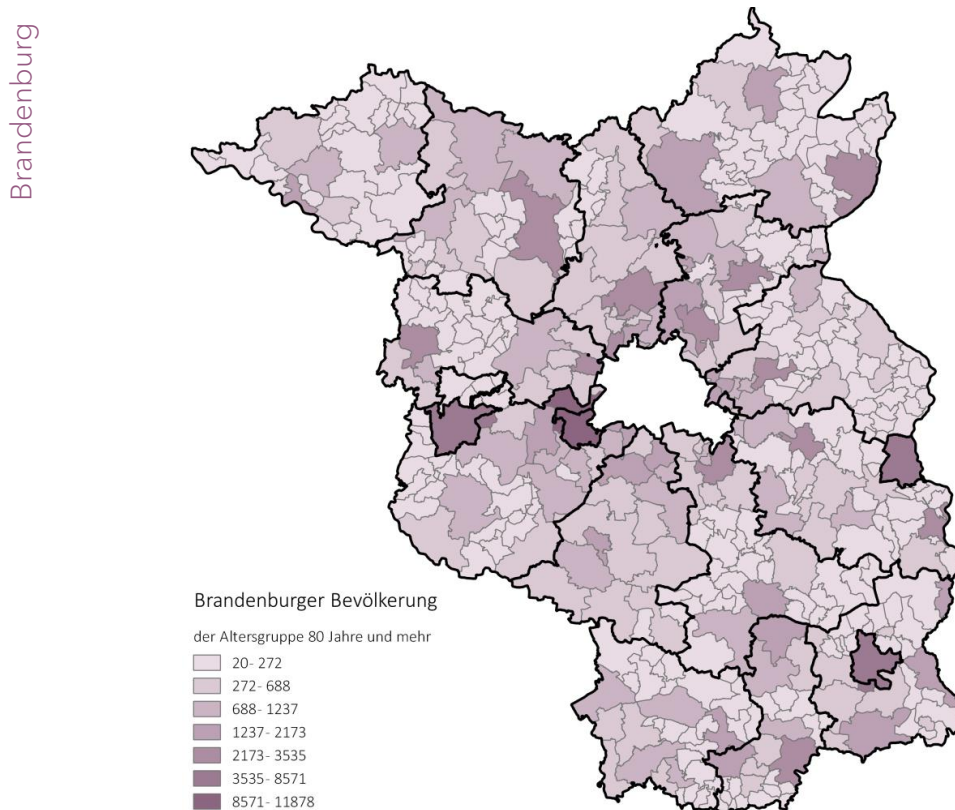 Brandenburg
Brandenburger Bevölkerung
der Altersgruppe 80 Jahre und mehr
20- 272
272- 688
688- 1237
1237- 2173
2173- 3535
3535- 8571
8571- 11878